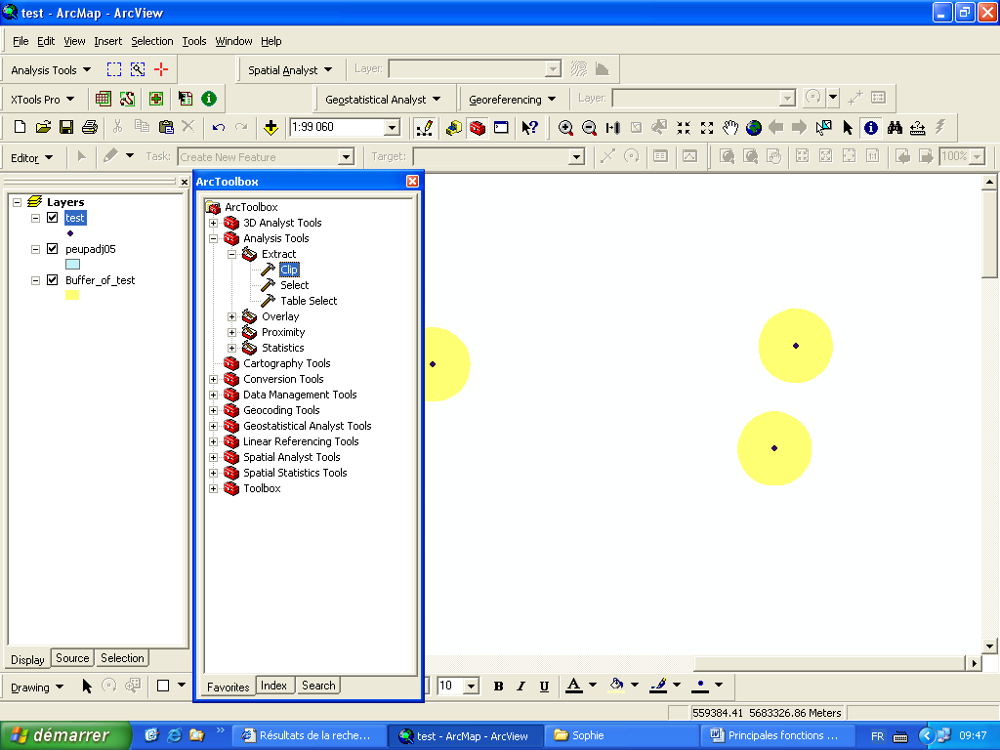 test - ArcMap - ArcView
File Edit View Insert Selection Tools Window Help
Analysis Tools Spatial Analyst Layer:
XTools Pro Geostatistical Analyst Georeferencing Layer:
1:99 060
Editor Task: Create New Feature Target: 100%
ArcToolbox
Layers
test
peupadj05
Buffer_of_test
ArcToolbox
3D Analyst Tools
Analysis Tools
Extract
Clip
Select
Table Select
Overlay
Proximity
Statistics
Cartography Tools
Conversion Tools
Data Management Tools
Geocoding Tools
Geostatistical Analyst Tools
Linear Referencing Tools
Spatial Analyst Tools
Spatial Statistics Tools
Toolbox
Display Source Selection
Favorites Index Search
Drawing 10 B I U A
559384.41 5683326.86 Meters
démarrer Résultats de la reche... test - ArcMap - ArcView Sophie Principales fonctions ... FR 09:47